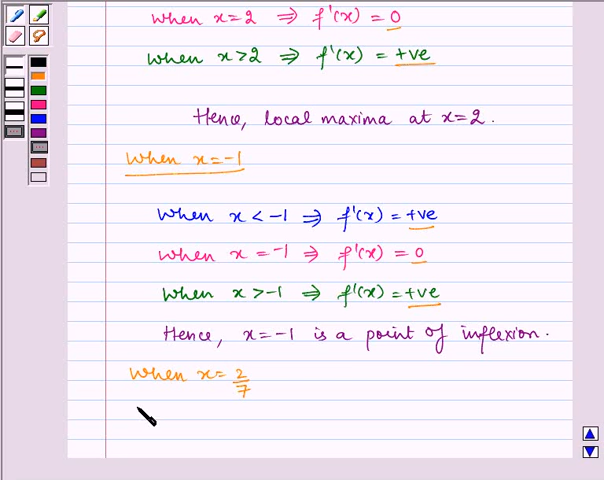 When x=2 ⇒ f'(x) = 0
When x>2 ⇒ f'(x) = +ve
Hence, local maxima at x=2.
When x=-1
When x < -1 ⇒ f'(x) = +ve
When x = -1 ⇒ f'(x) = 0
When x >-1 ⇒ f'(x) = +ve
Hence, x=-1 is a point of inflexion.
When x= 2/7